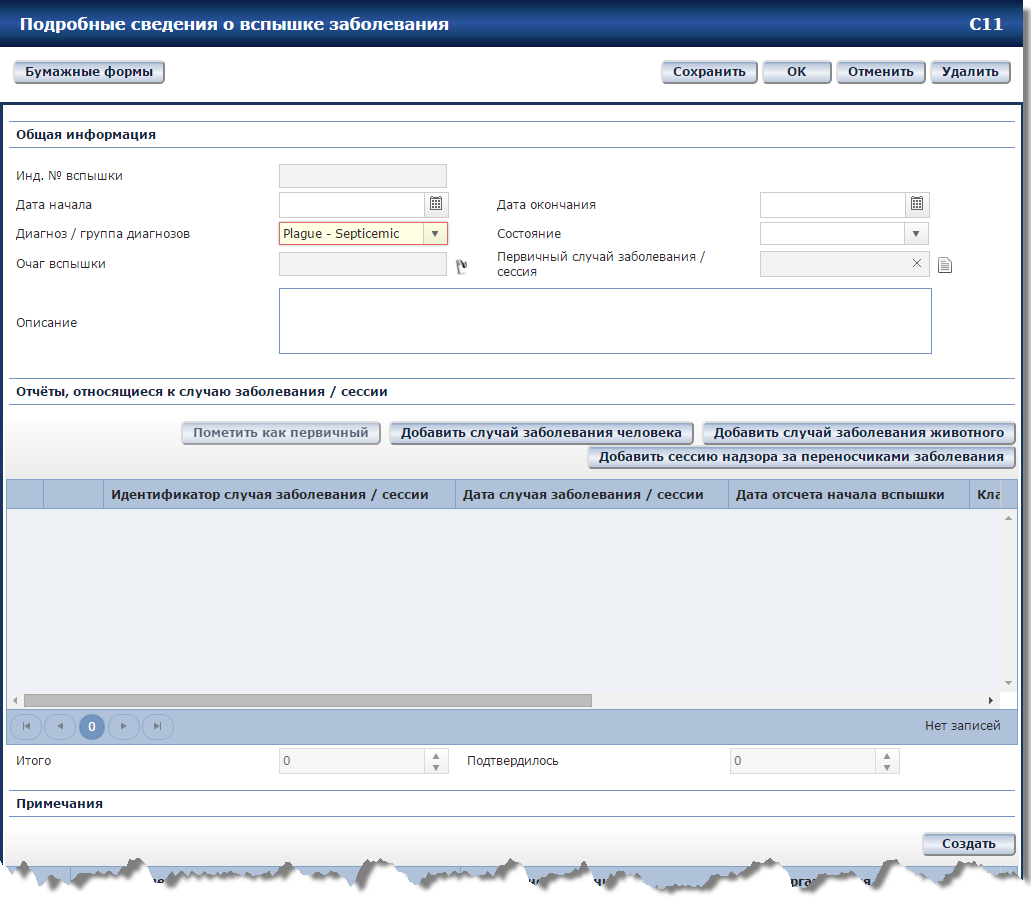 Подробные сведения о вспышке заболевания C11
Бумажные формы Сохранить ОК Отменить Удалить
Общая информация
Инд. № вспышки
Дата начала Дата окончания
Диагноз / группа диагнозов Plague - Septicemic Состояние
Очаг вспышки Первичный случай заболевания /
сессия
Описание
Отчёты, относящиеся к случаю заболевания / сессии
Пометить как первичный Добавить случай заболевания человека Добавить случай заболевания животного
Добавить сессию надзора за переносчиками заболевания
Идентификатор случая заболевания / сессии Дата случая заболевания / сессии Дата отсчета начала вспышки Кла
0 Нет записей
Итого 0 Подтвердилось 0
Примечания
Создать